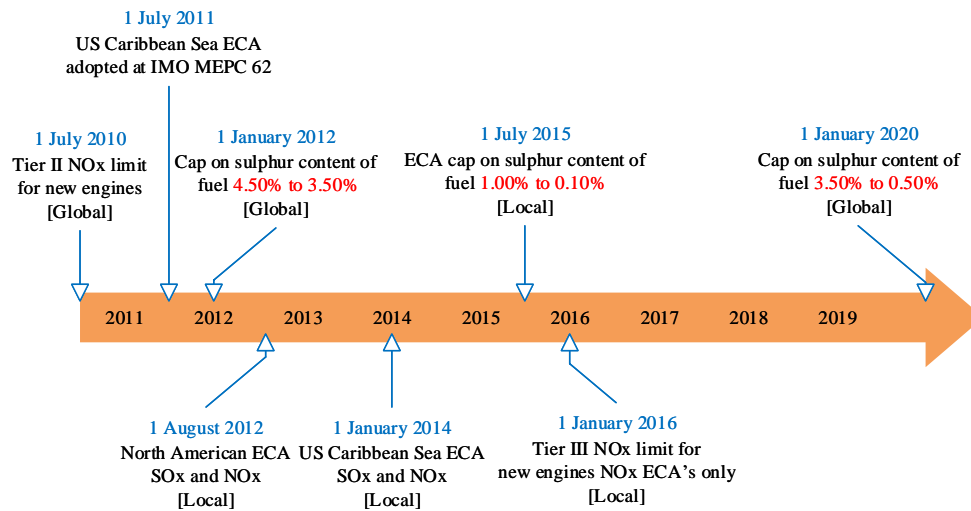 1 July 2011
US Caribbean Sea ECA
adopted at IMO MEPC 62
1 July 2010
Tier II NOx limit
for new engines
[Global]
1 January 2012
Cap on sulphur content of
fuel 4.50% to 3.50%
[Global]
1 July 2015
ECA cap on sulphur content of
fuel 1.00% to 0.10%
[Local]
1 January 2020
Cap on sulphur content of
fuel 3.50% to 0.50%
[Global]
2011 2012 2013 2014 2015 2016 2017 2018 2019
1 August 2012
North American ECA
SOx and NOx
[Local]
1 January 2014
US Caribbean Sea ECA
SOx and NOx
[Local]
1 January 2016
Tier III NOx limit for
new engines NOx ECA's only
[Local]